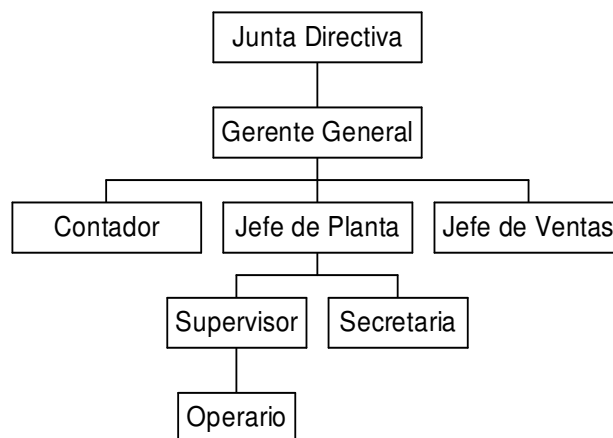 Junta Directiva
Gerente General
Contador
Jefe de Planta
Jefe de Ventas
Supervisor
Secretaria
Operario